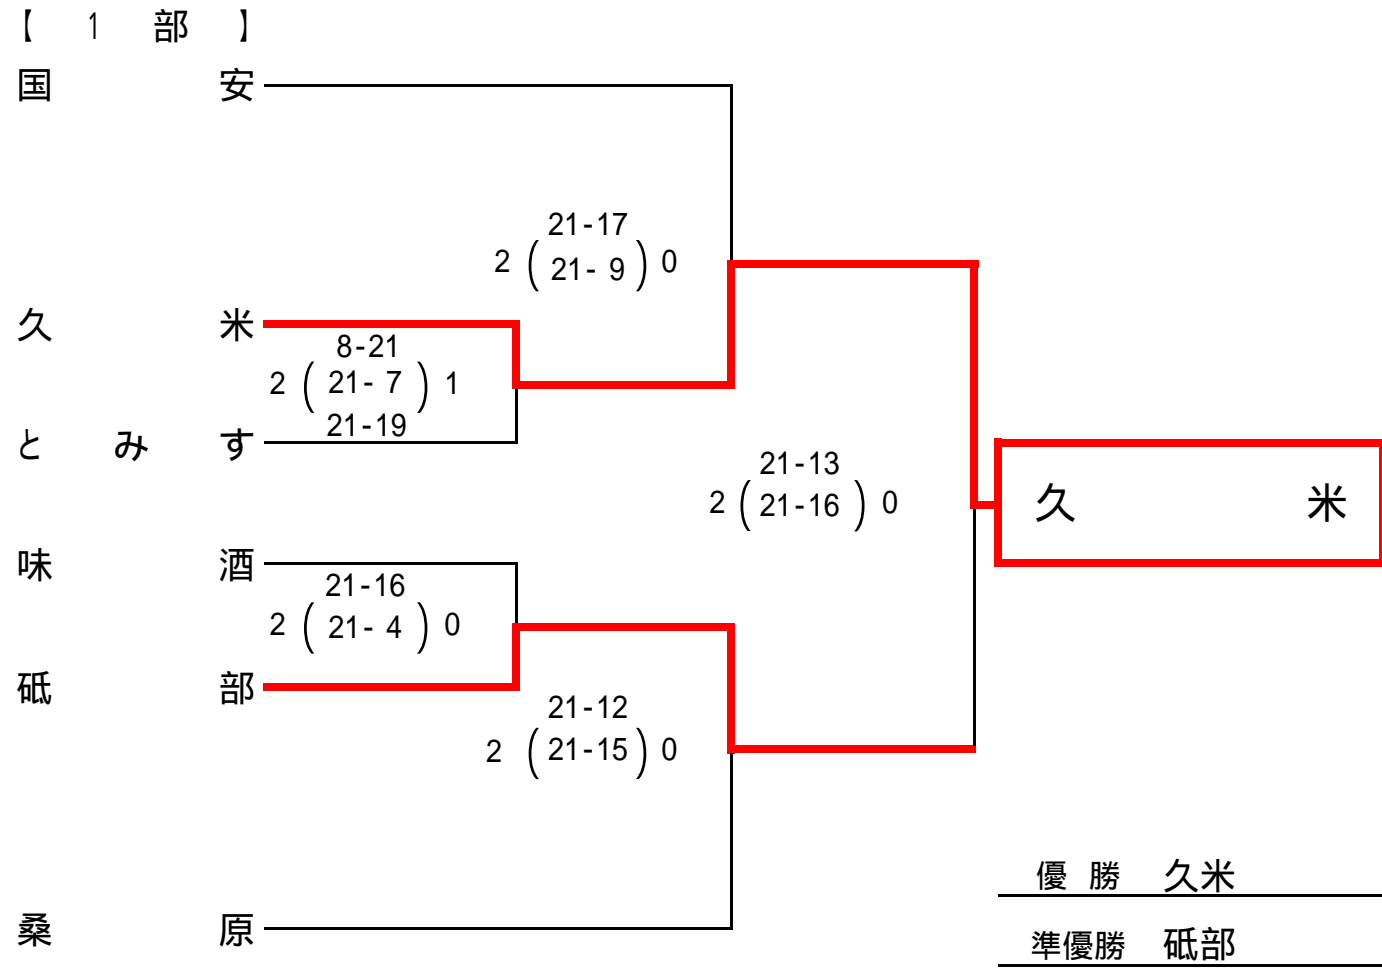 【 1 部 】
国 安
21-17
2 ( 21- 9 ) 0
久 米
8-21
2 ( 21- 7 ) 1
21-19
と み す
21-13
2 ( 21-16 ) 0
久 米
味 酒
21-16
2 ( 21- 4 ) 0
砥 部
21-12
2 ( 21-15 ) 0
優 勝 久米
桑 原
準優勝 砥部